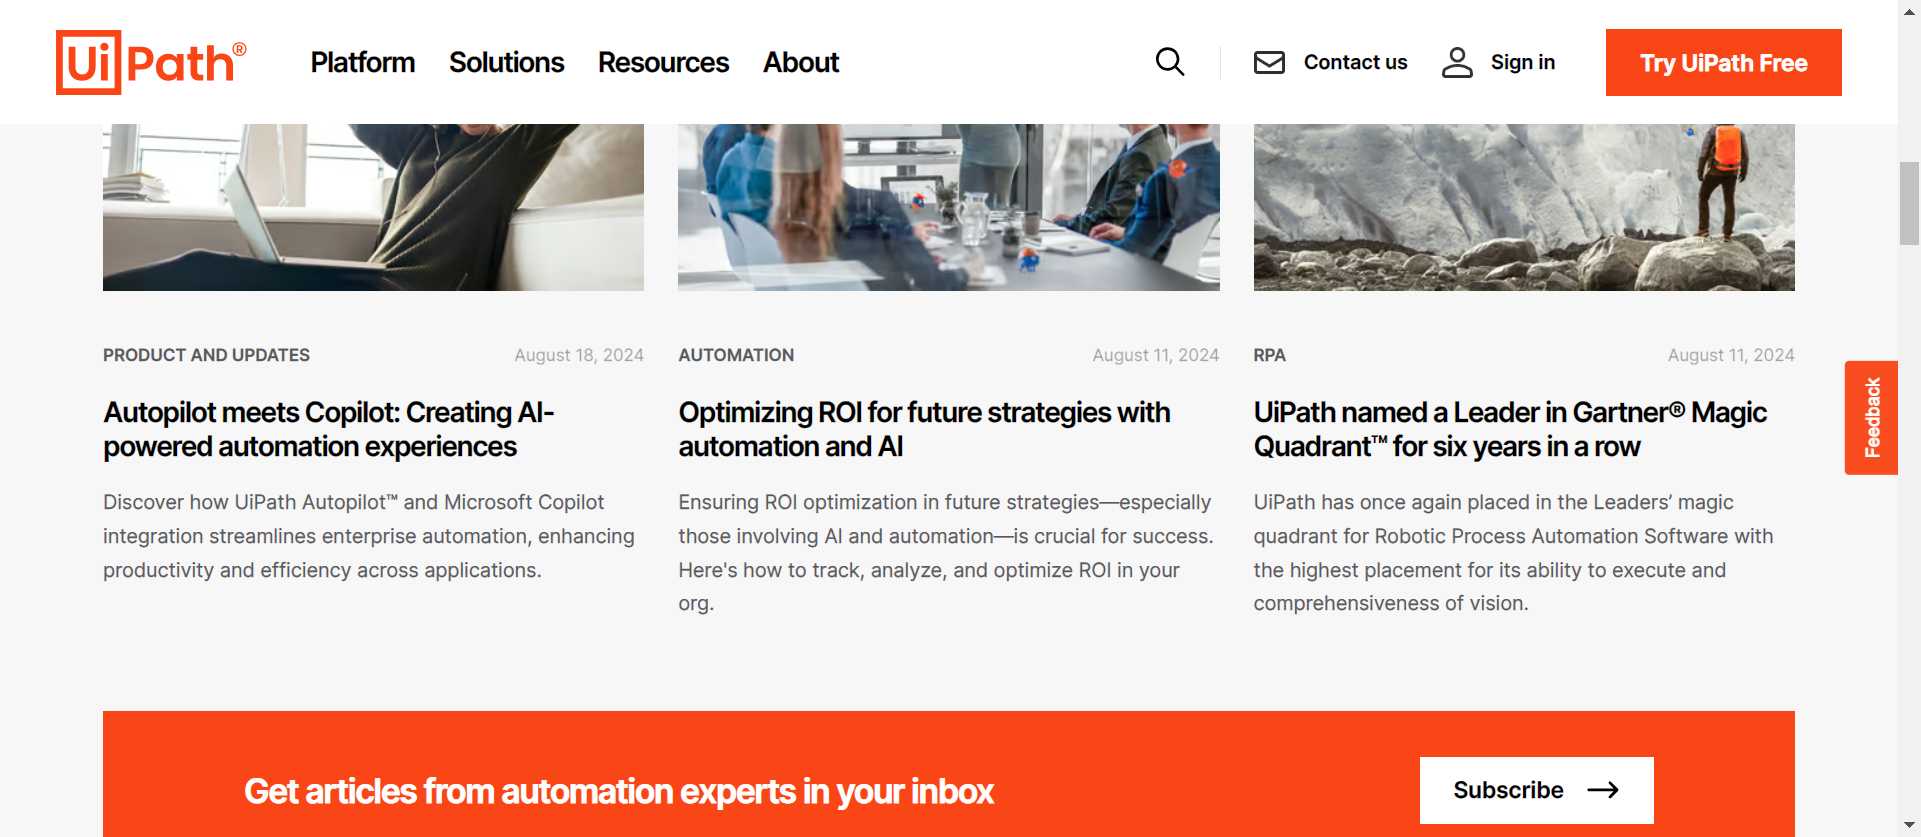 UiPath®
Platform
Solutions
Resources
About
Contact us
Sign in
Try UiPath Free
PRODUCT AND UPDATES
August 18, 2024
Autopilot meets Copilot: Creating AI-
powered automation experiences
Discover how UiPath Autopilot™ and Microsoft Copilot
integration streamlines enterprise automation, enhancing
productivity and efficiency across applications.
AUTOMATION
August 11, 2024
Optimizing ROI for future strategies with
automation and AI
Ensuring ROI optimization in future strategies—especially
those involving AI and automation—is crucial for success.
Here's how to track, analyze, and optimize ROI in your
org.
RPA
August 11, 2024
UiPath named a Leader in Gartner® Magic
Quadrant™ for six years in a row
UiPath has once again placed in the Leaders’ magic
quadrant for Robotic Process Automation Software with
the highest placement for its ability to execute and
comprehensiveness of vision.
Feedback
Get articles from automation experts in your inbox
Subscribe